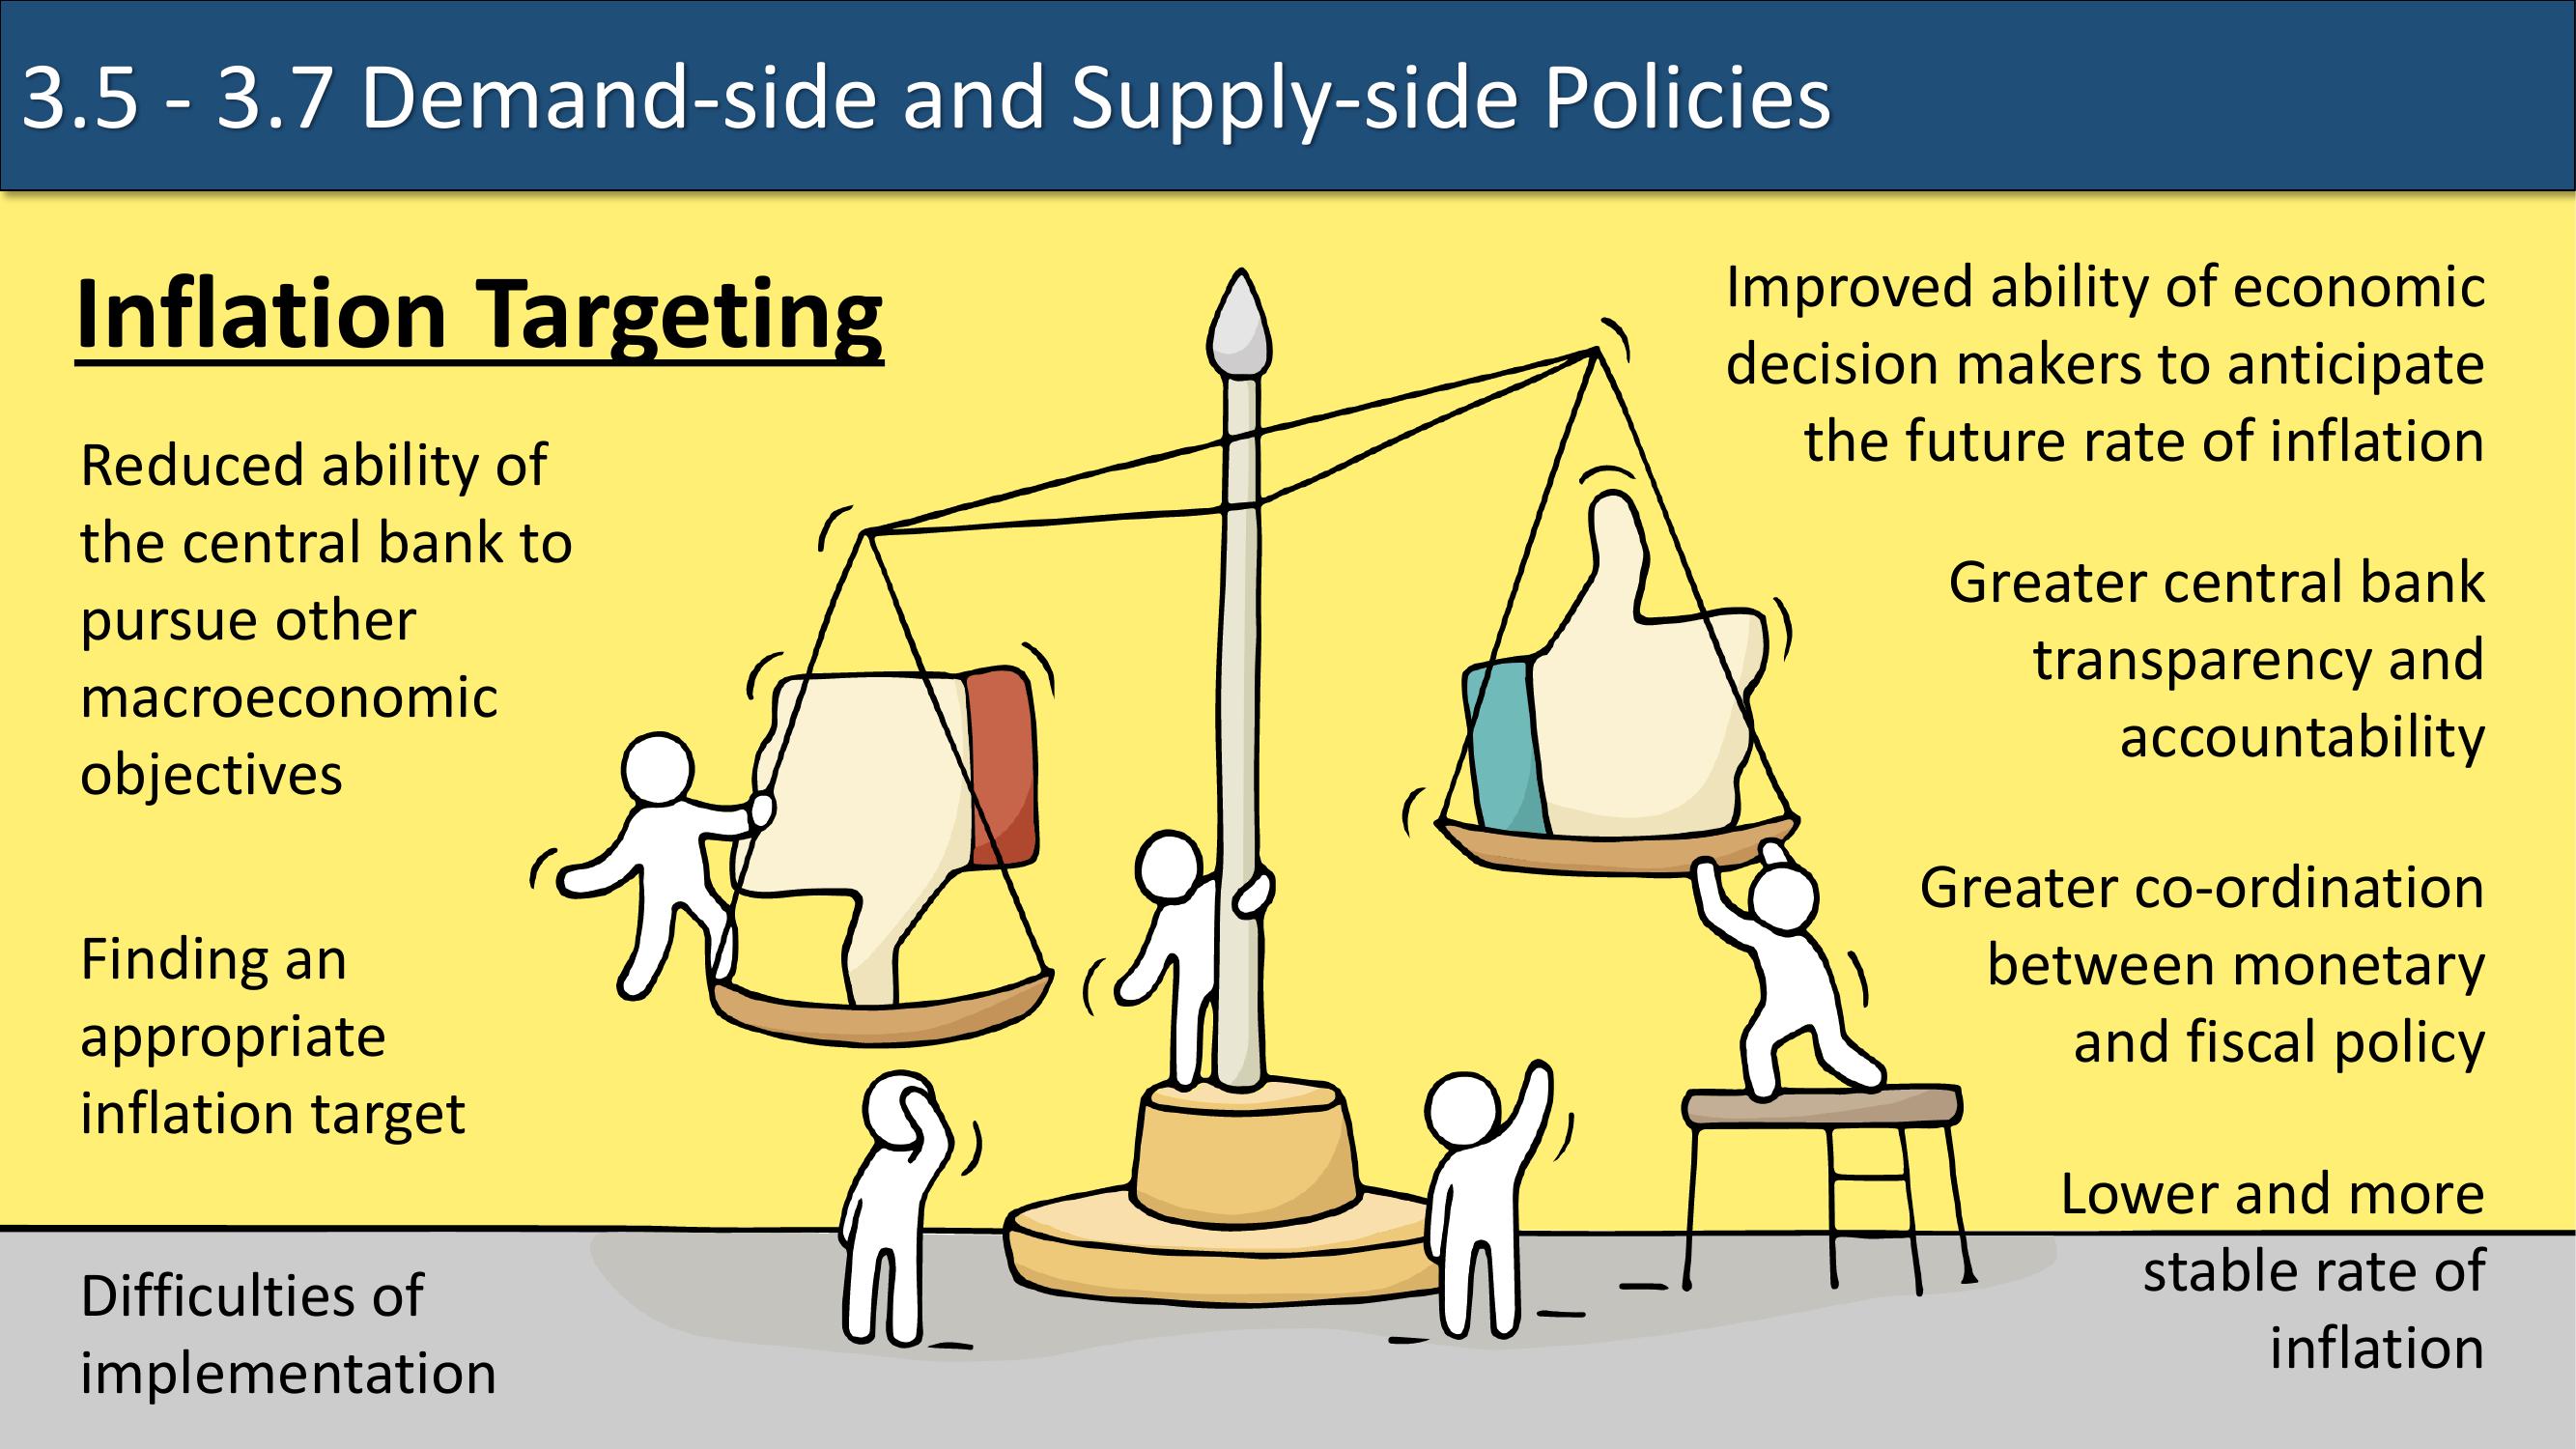 3.5 - 3.7 Demand-side and Supply-side Policies
Inflation Targeting
Reduced ability of
the central bank to
pursue other
macroeconomic
objectives
Finding an
appropriate
inflation target
Difficulties of
implementation
Improved ability of economic
decision makers to anticipate
the future rate of inflation
Greater central bank
transparency and
accountability
Greater co-ordination
between monetary
and fiscal policy
Lower and more
stable rate of
inflation